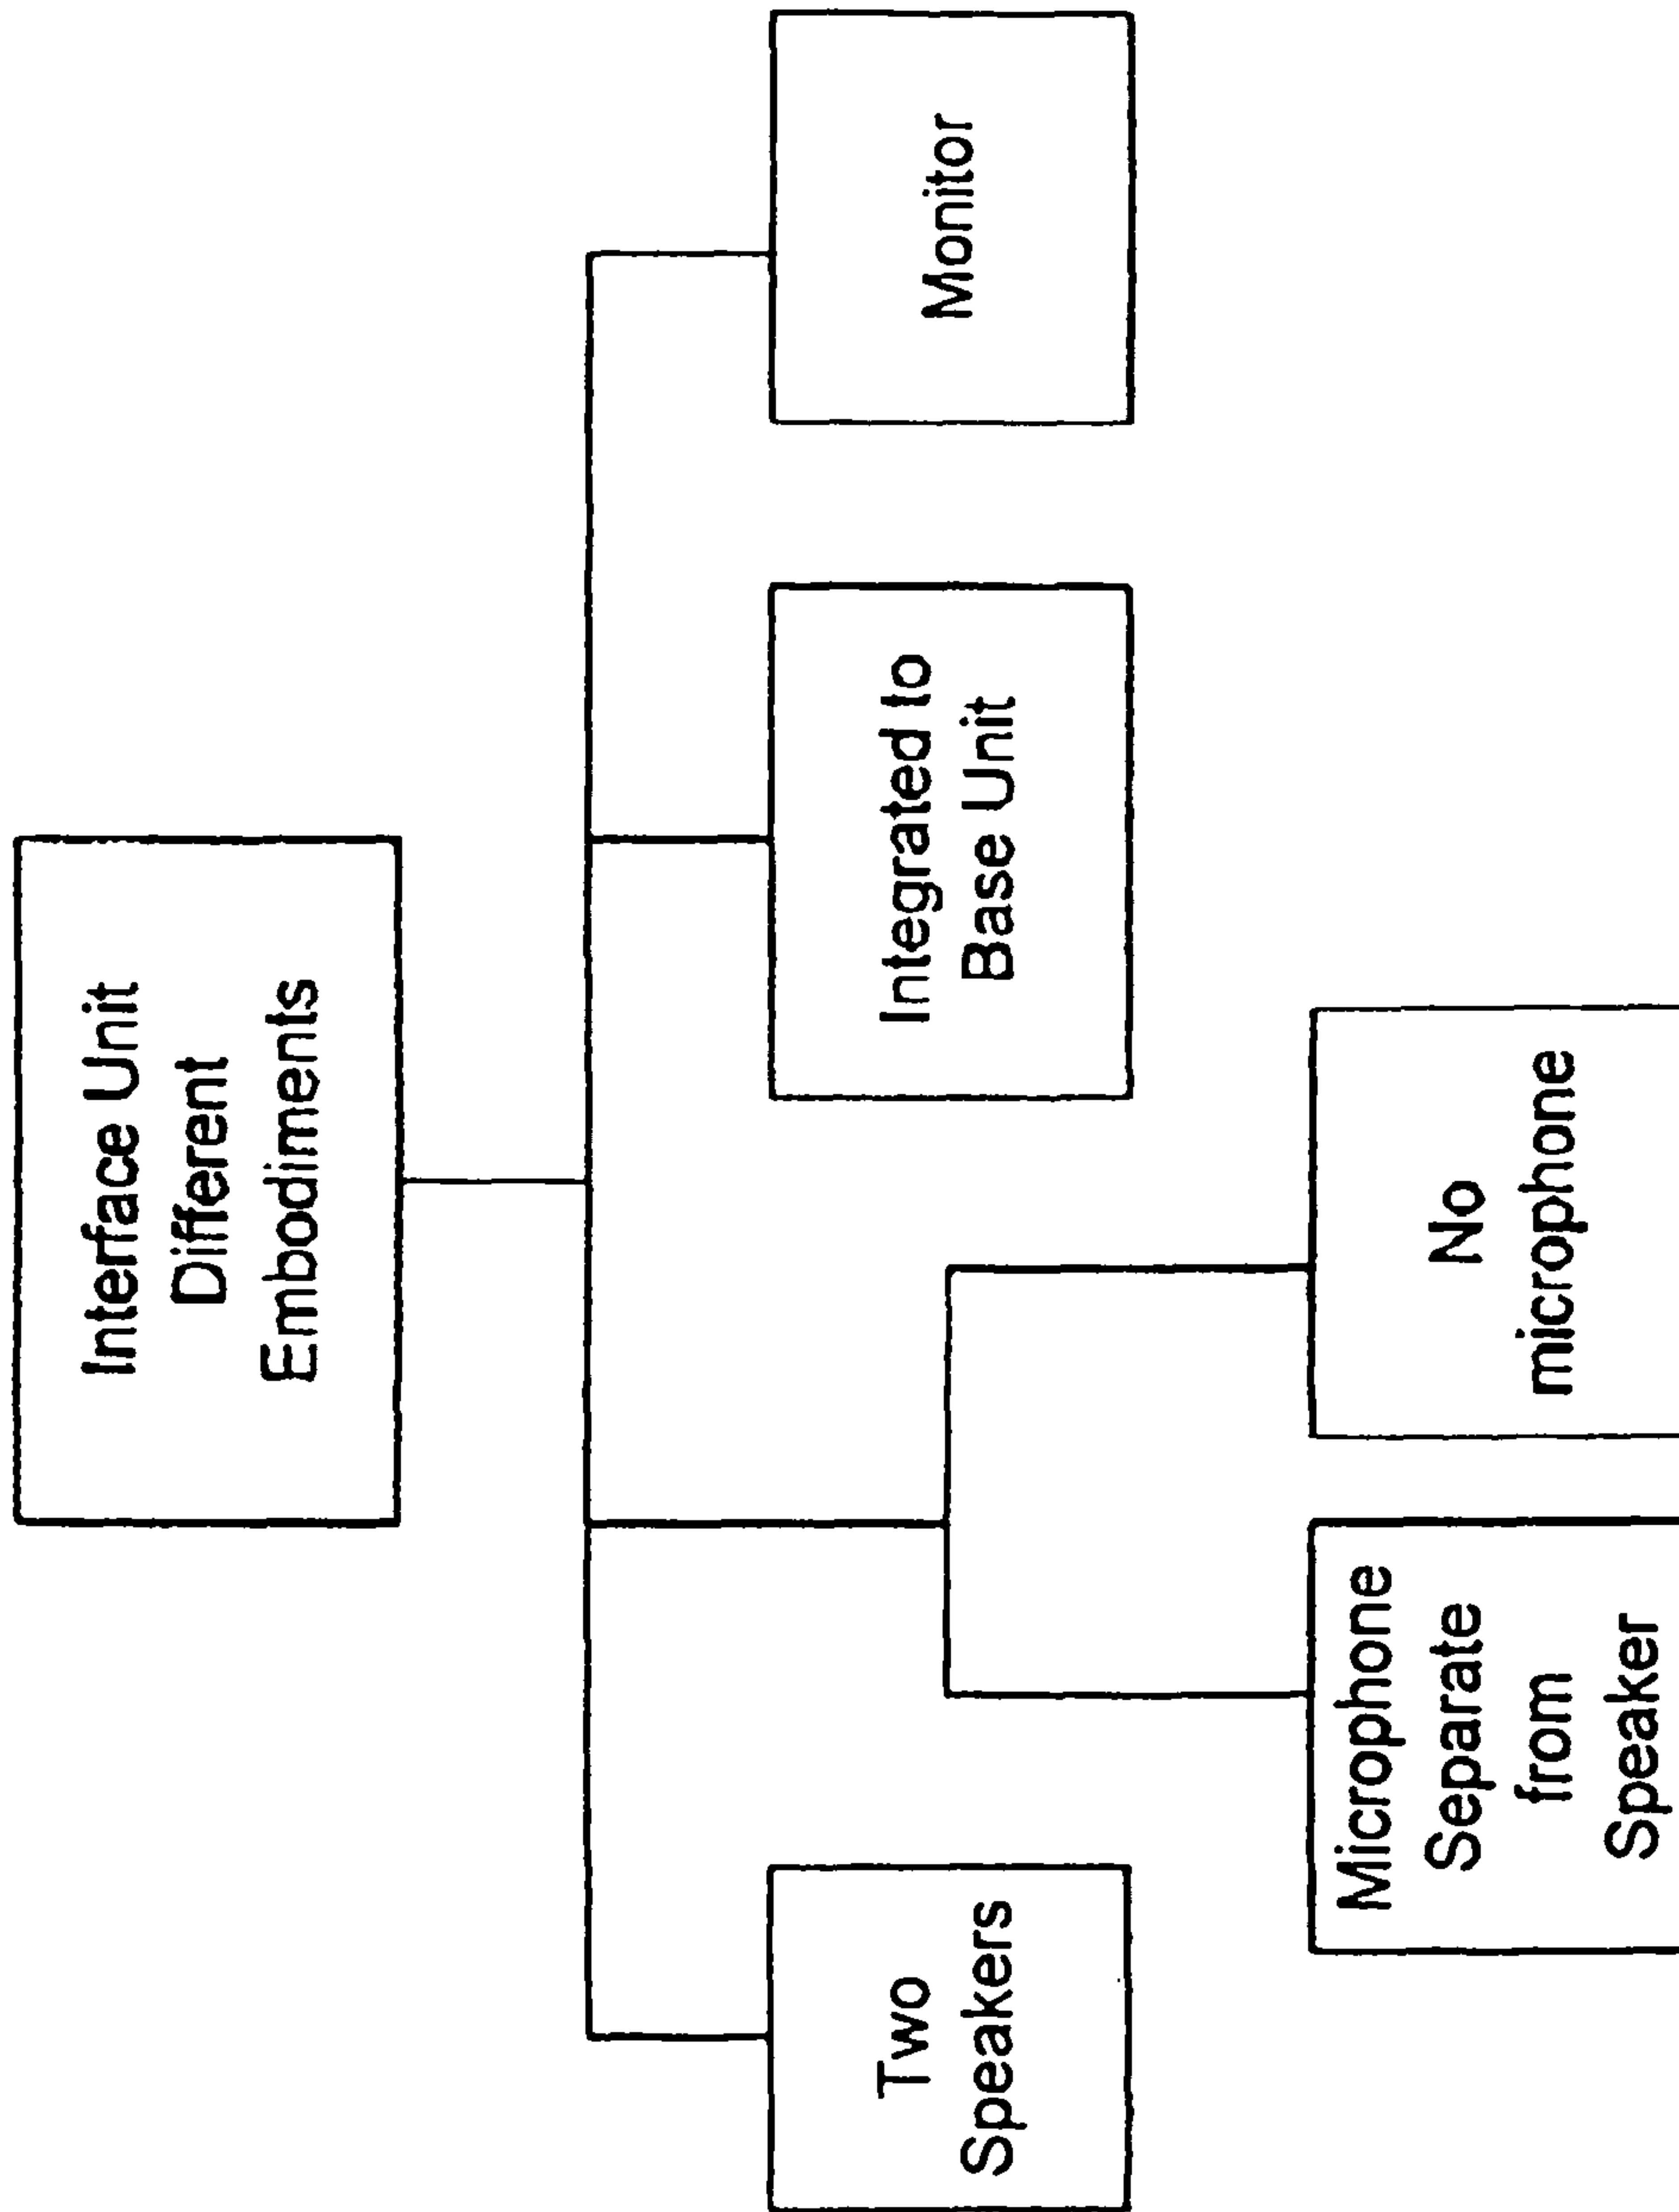 Interface Unit
Different
Embodiments
Two
Speakers
Integrated to
Base Unit
Monitor
Microphone
Separate
from
Speaker
No
microphone